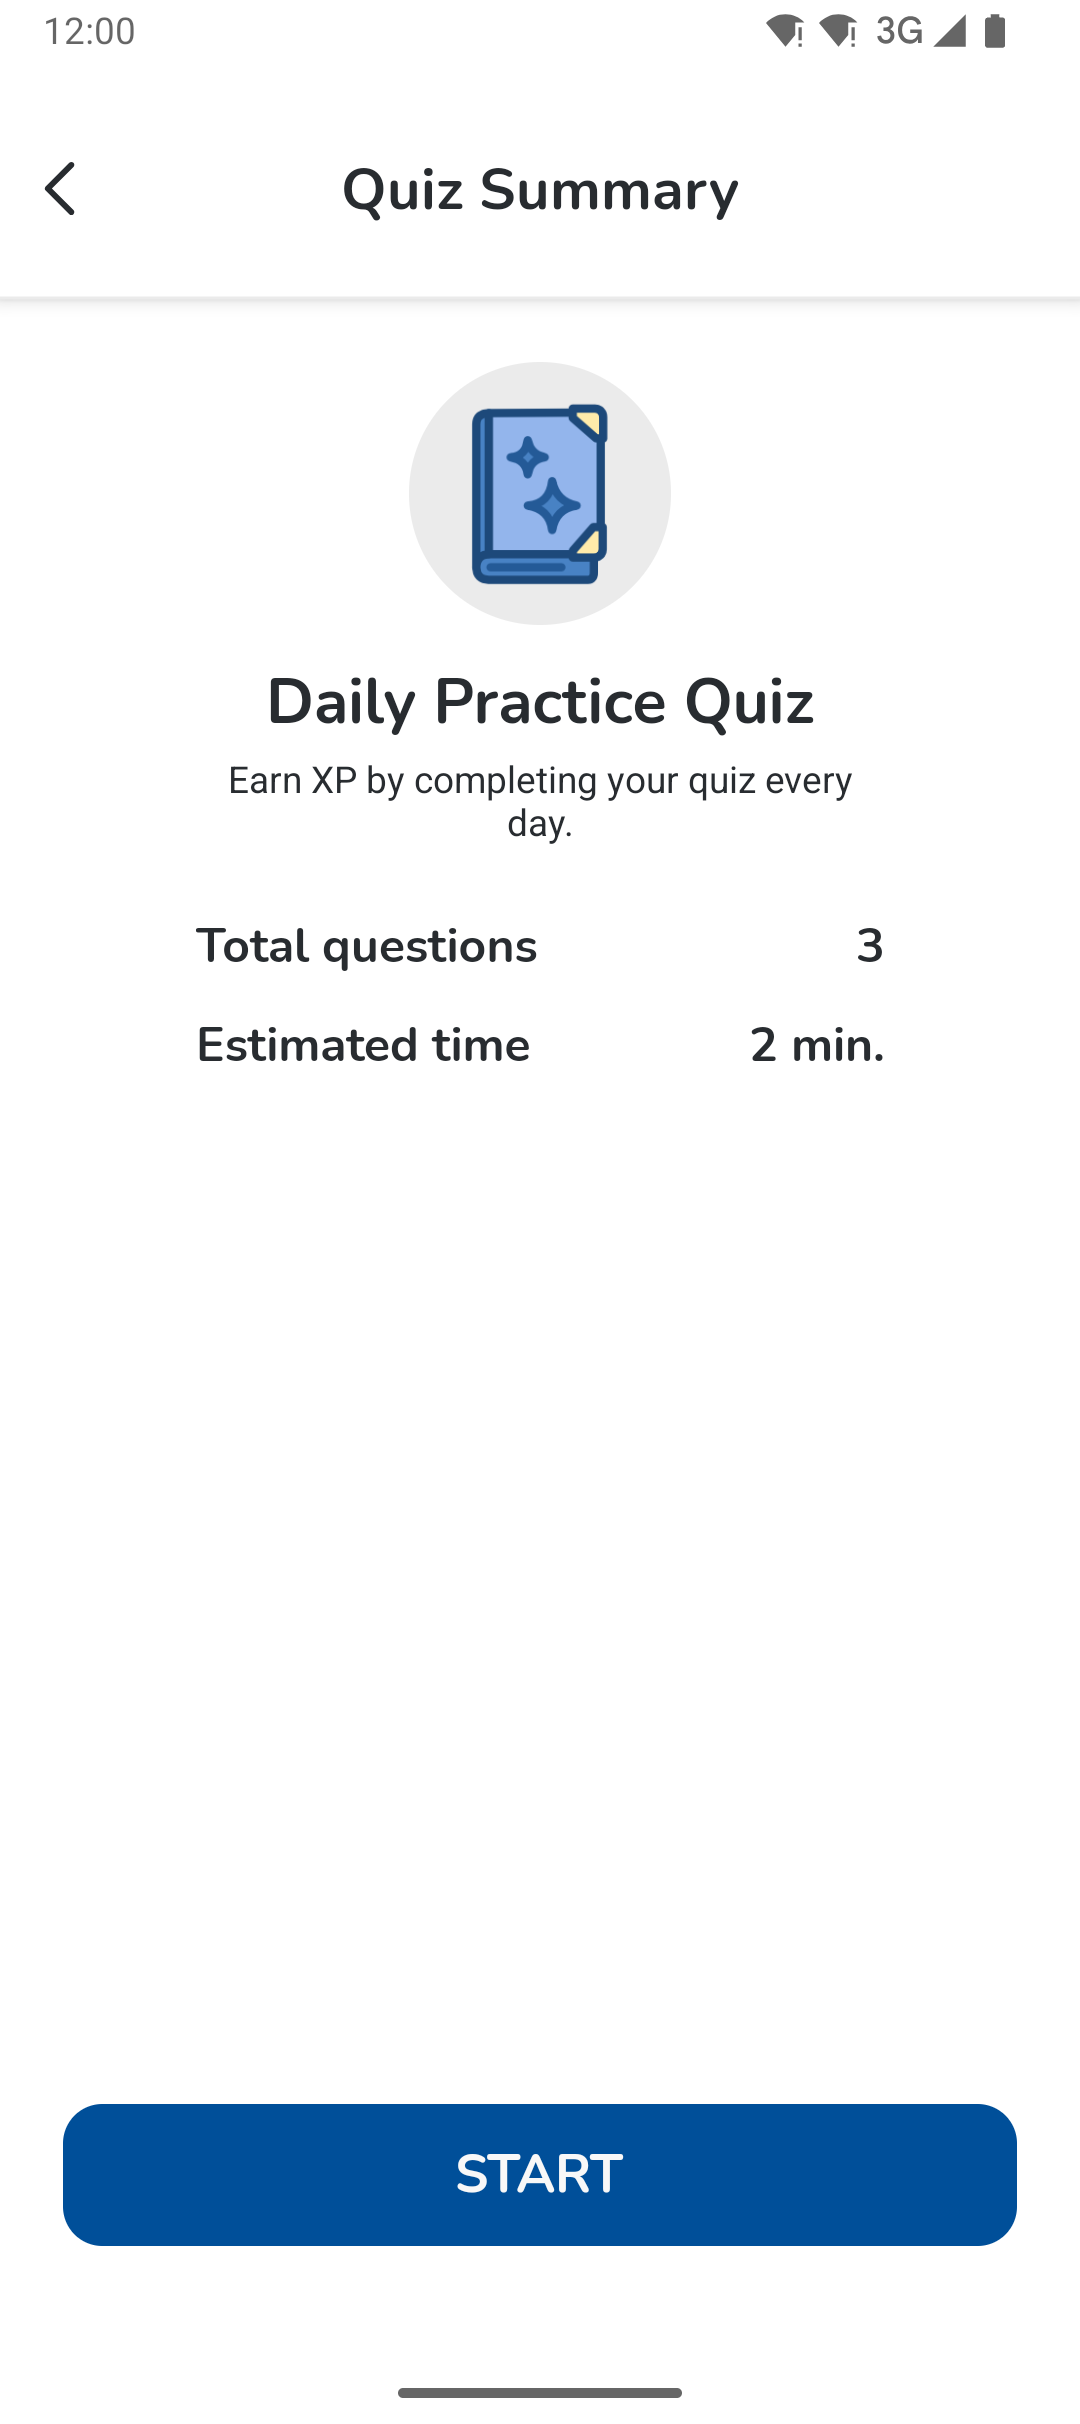 12:00
3G
Quiz Summary
Daily Practice Quiz
Earn XP by completing your quiz every
day.
Total questions 3
Estimated time 2 min.
START